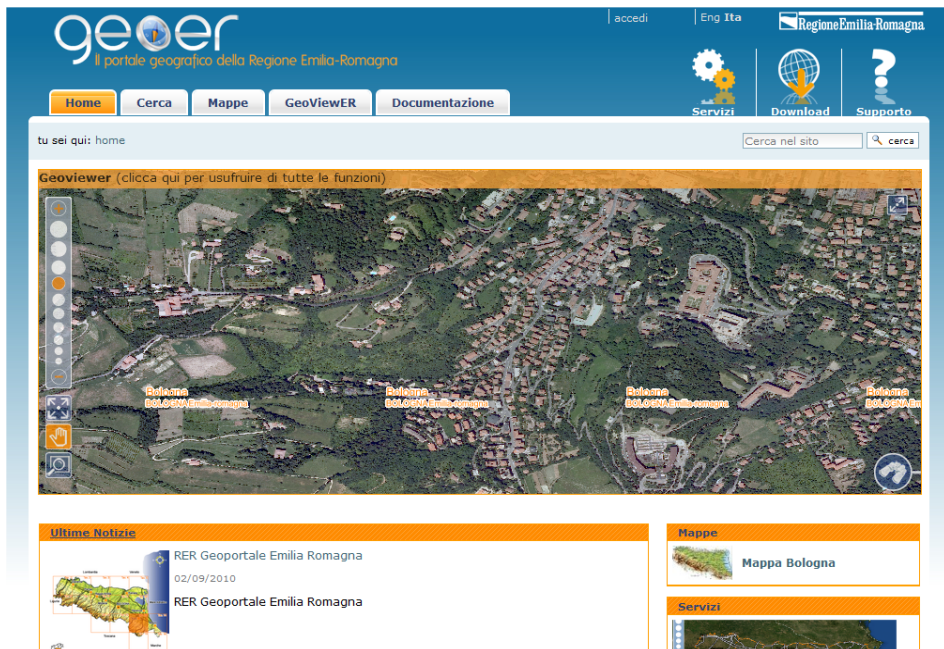 accedi
Eng Ita
RegioneEmilia-Romagna
geoer
Il portale geografico della Regione Emilia-Romagna
Home
Cerca
Mappe
GeoViewER
Documentazione
Servizi
Download
Supporto
tu sei qui: home
Cerca nel sito
cerca
Geoviewer (clicca qui per usufruire di tutte le funzioni)
Bologna
BOLOGNA Emilia-romagna
Bologna
BOLOGNA Emilia-romagna
Bologna
BOLOGNA Emilia-romagna
Bologna
BOLOGNA Em
Ultime Notizie
RER Geoportale Emilia Romagna
02/09/2010
RER Geoportale Emilia Romagna
Mappe
Mappa Bologna
Servizi